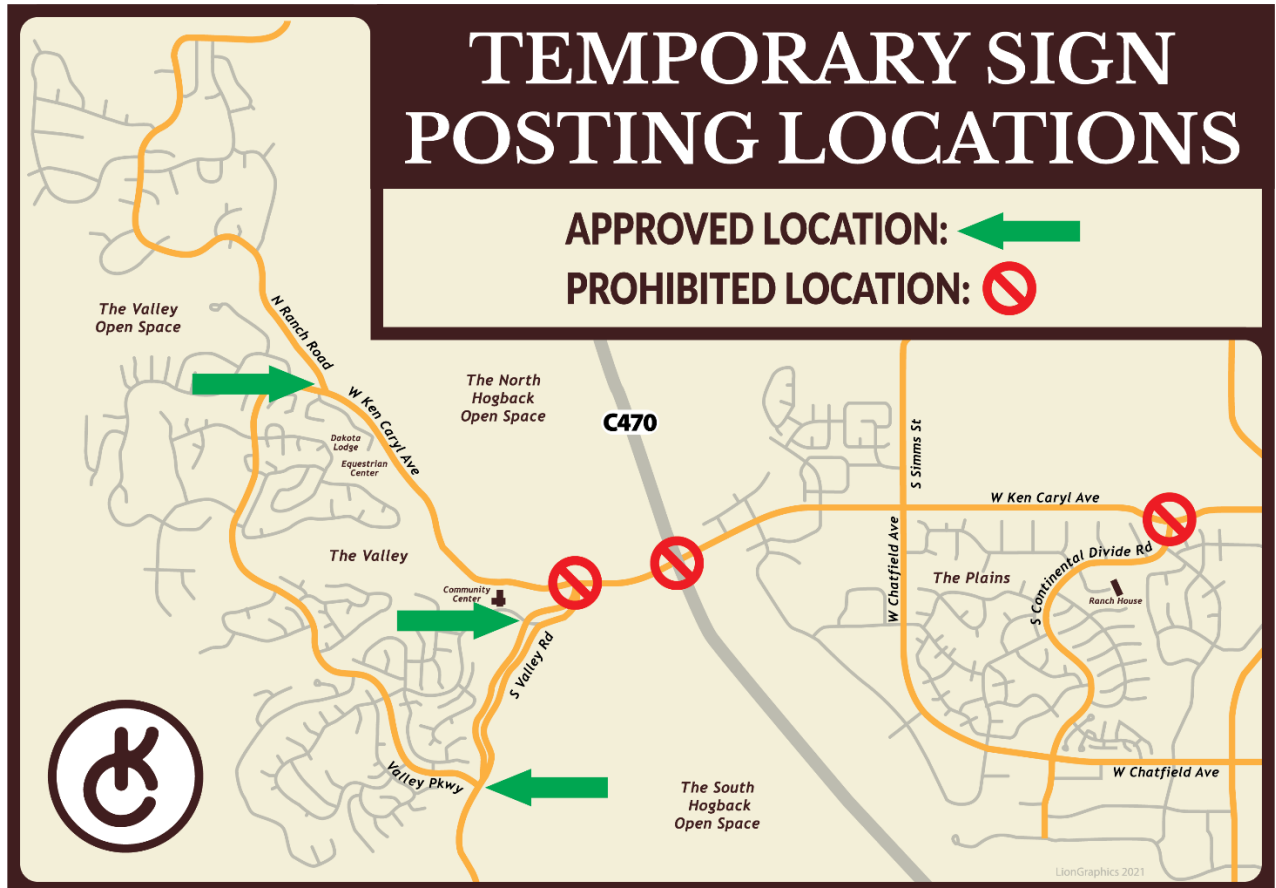 TEMPORARY SIGN
POSTING LOCATIONS
APPROVED LOCATION:
PROHIBITED LOCATION:
The Valley
Open Space
N Ranch Road
W Ken Caryl Ave
The North
Hogback
Open Space
C470
S Simms St
W Ken Caryl Ave
Dakota
Lodge
Equestrian
Center
The Valley
Community
Center
S Valley Rd
W Chatfield Ave
The Plains
S Continental Divide Rd
Ranch House
Valley Pkwy
The South
Hogback
Open Space
W Chatfield Ave
KC
LionGraphics 2021